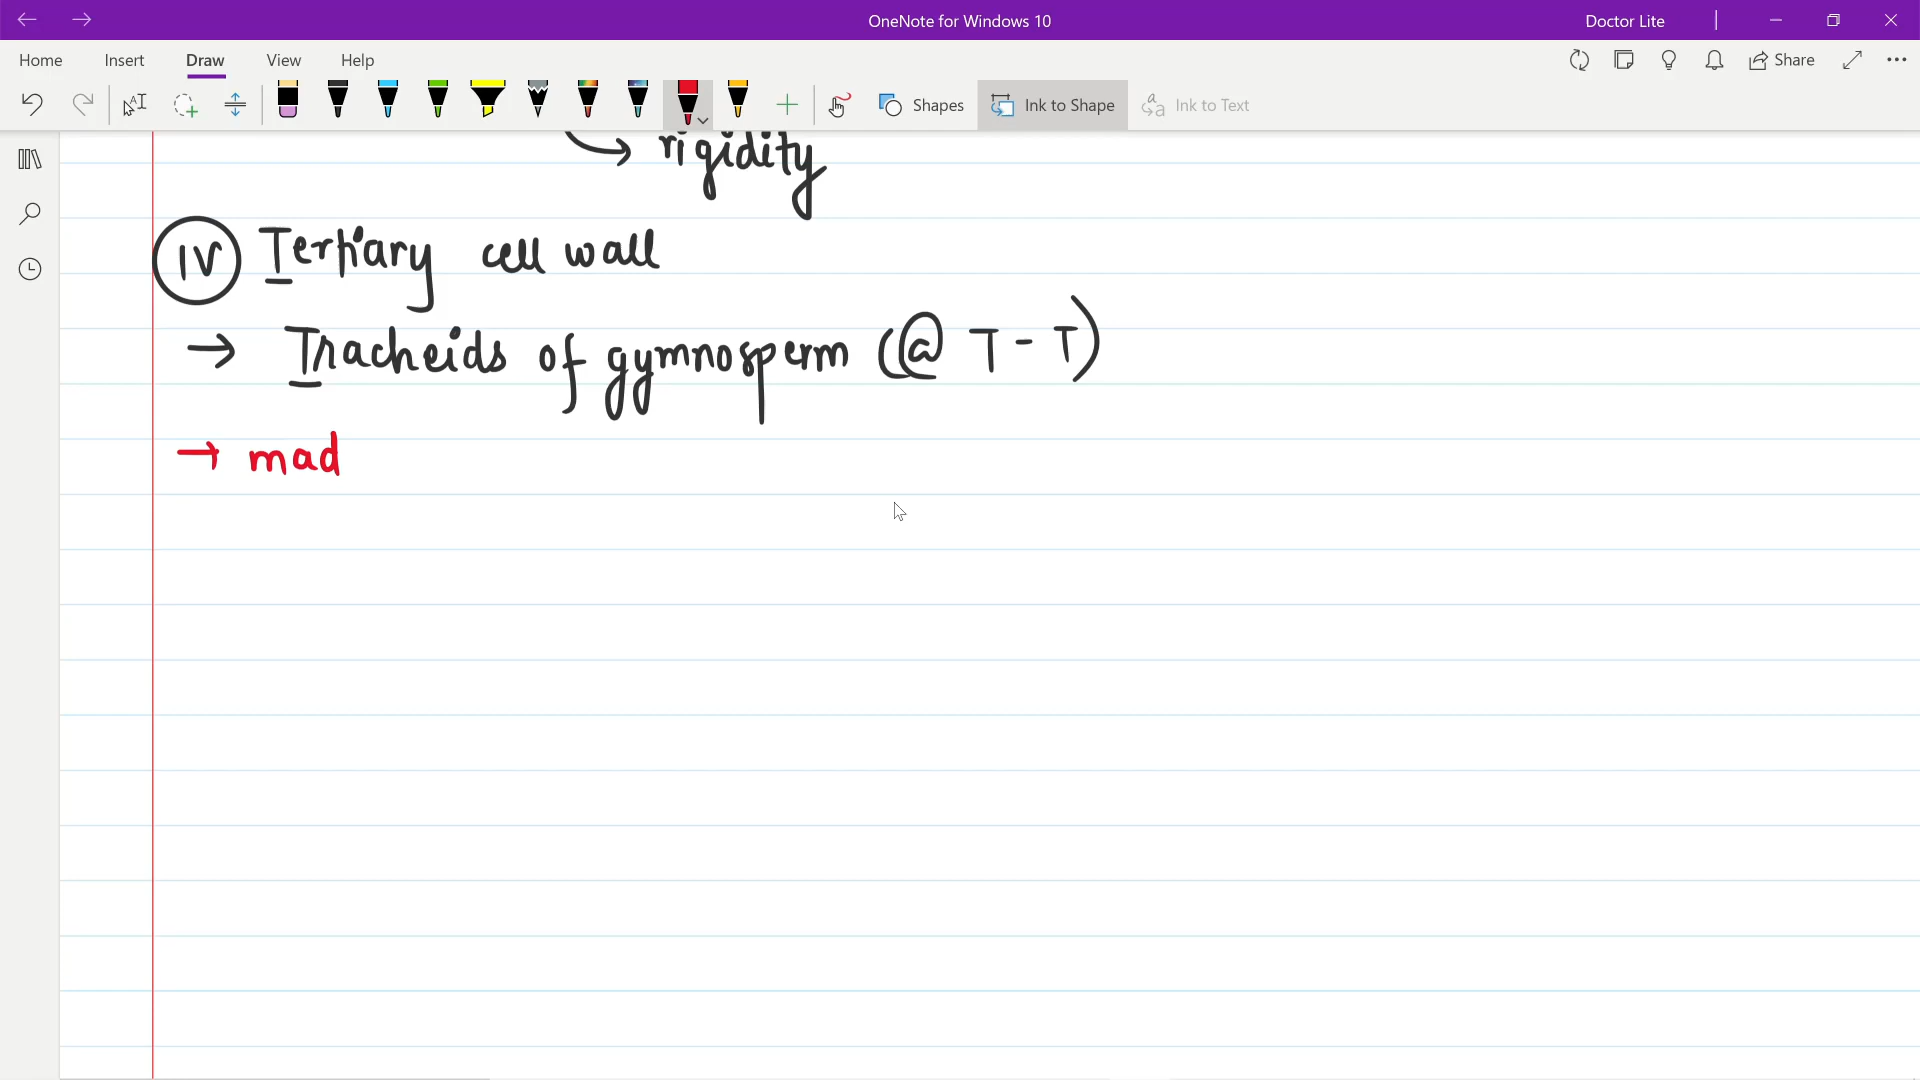 OneNote for Windows 10
Doctor Lite
Home Insert Draw View Help
Share
Shapes Ink to Shape Ink to Text
→ rigidity
IV Tertiary cell wall
→ Tracheids of gymnosperm (@ T - T)
→ mad